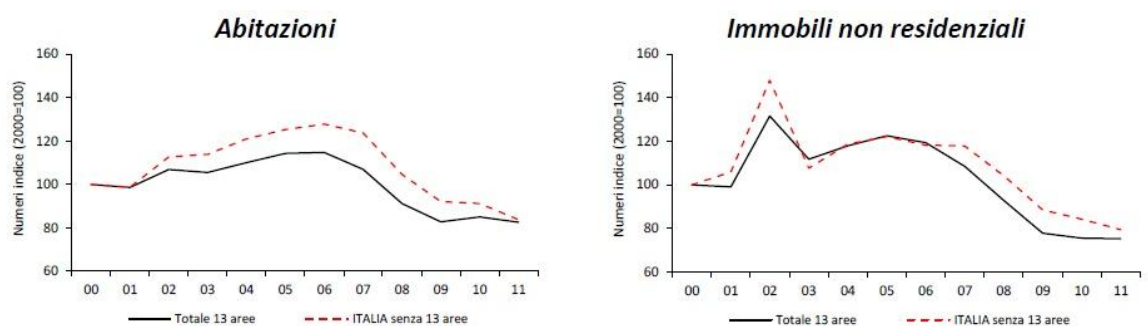 Abitazioni
Numeri indice (2000=100)
160
140
120
100
80
60
00 01 02 03 04 05 06 07 08 09 10 11
Totale 13 aree ITALIA senza 13 aree
Immobili non residenziali
Numeri indice (2000=100)
160
140
120
100
80
60
00 01 02 03 04 05 06 07 08 09 10 11
Totale 13 aree ITALIA senza 13 aree